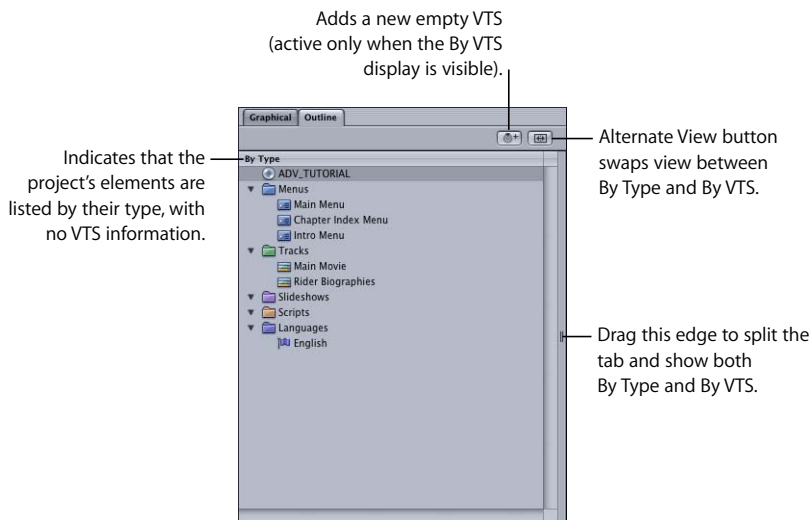 Adds a new empty VTS
(active only when the By VTS
display is visible).
Graphical
Outline
Alternate View button
swaps view between
By Type and By VTS.
Indicates that the
project’s elements are
listed by their type, with
no VTS information.
By Type
ADV_TUTORIAL
Menus
Main Menu
Chapter Index Menu
Intro Menu
Tracks
Main Movie
Rider Biographies
Slideshows
Scripts
Languages
English
Drag this edge to split the
tab and show both
By Type and By VTS.